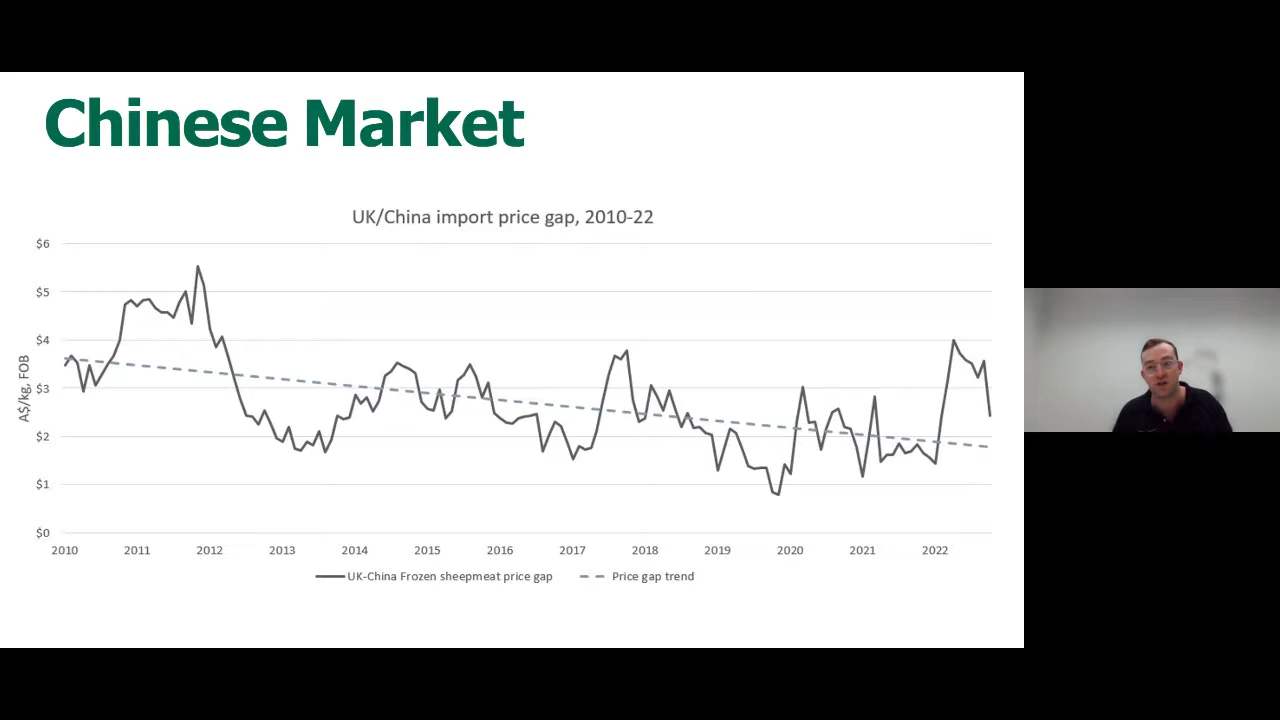 Chinese Market
UK/China import price gap, 2010-22
A$/kg, FOB
$6
$5
$4
$3
$2
$1
$0
2010 2011 2012 2013 2014 2015 2016 2017 2018 2019 2020 2021 2022
UK-China Frozen sheepmeat price gap Price gap trend